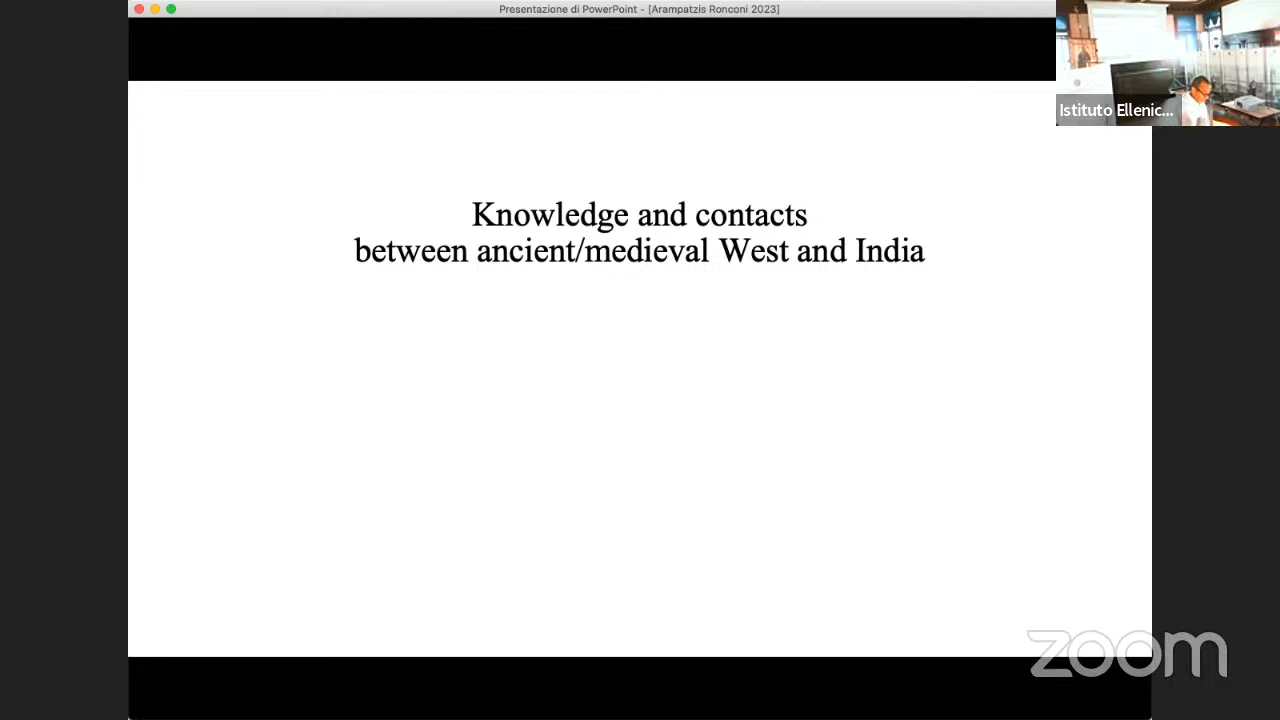 Presentazione di PowerPoint - [Arampatzis Ronconi 2023]
Istituto Ellenic...
Knowledge and contacts
between ancient/medieval West and India
zoom